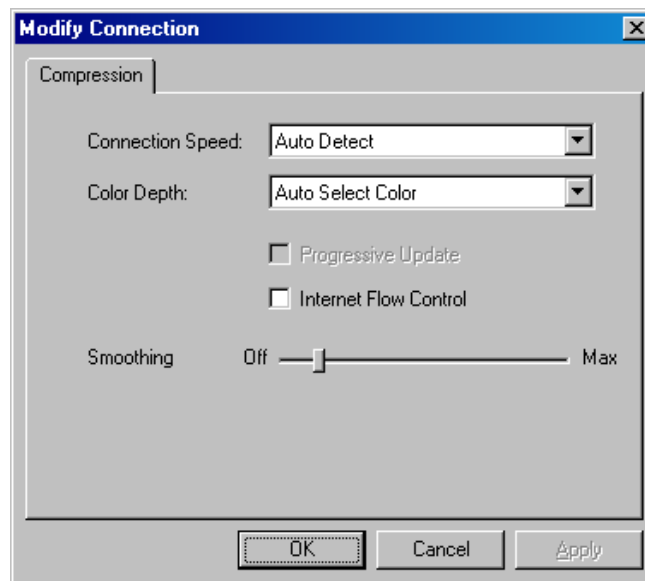 Modify Connection
Compression
Connection Speed: Auto Detect
Color Depth: Auto Select Color
Progressive Update
Internet Flow Control
Smoothing Off Max
OK Cancel Apply